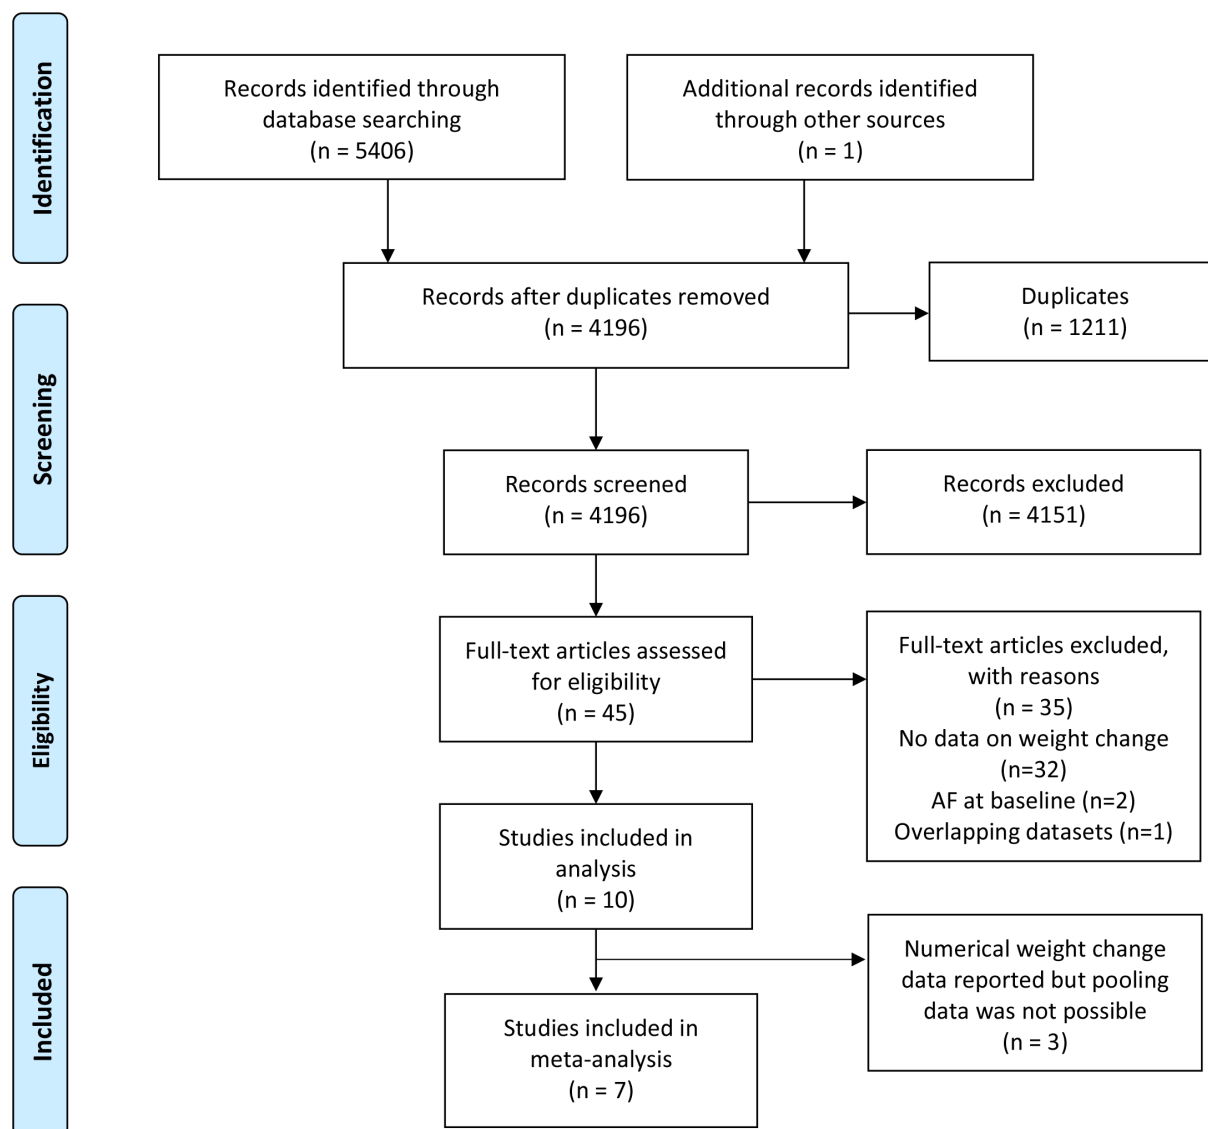 Identification
Records identified through
database searching
(n = 5406)
Additional records identified
through other sources
(n = 1)
Records after duplicates removed
(n = 4196)
Duplicates
(n = 1211)
Screening
Records screened
(n = 4196)
Records excluded
(n = 4151)
Eligibility
Full-text articles assessed
for eligibility
(n = 45)
Full-text articles excluded,
with reasons
(n = 35)
No data on weight change
(n=32)
AF at baseline (n=2)
Overlapping datasets (n=1)
Studies included in
analysis
(n = 10)
Included
Numerical weight change
data reported but pooling
data was not possible
(n = 3)
Studies included in
meta-analysis
(n = 7)